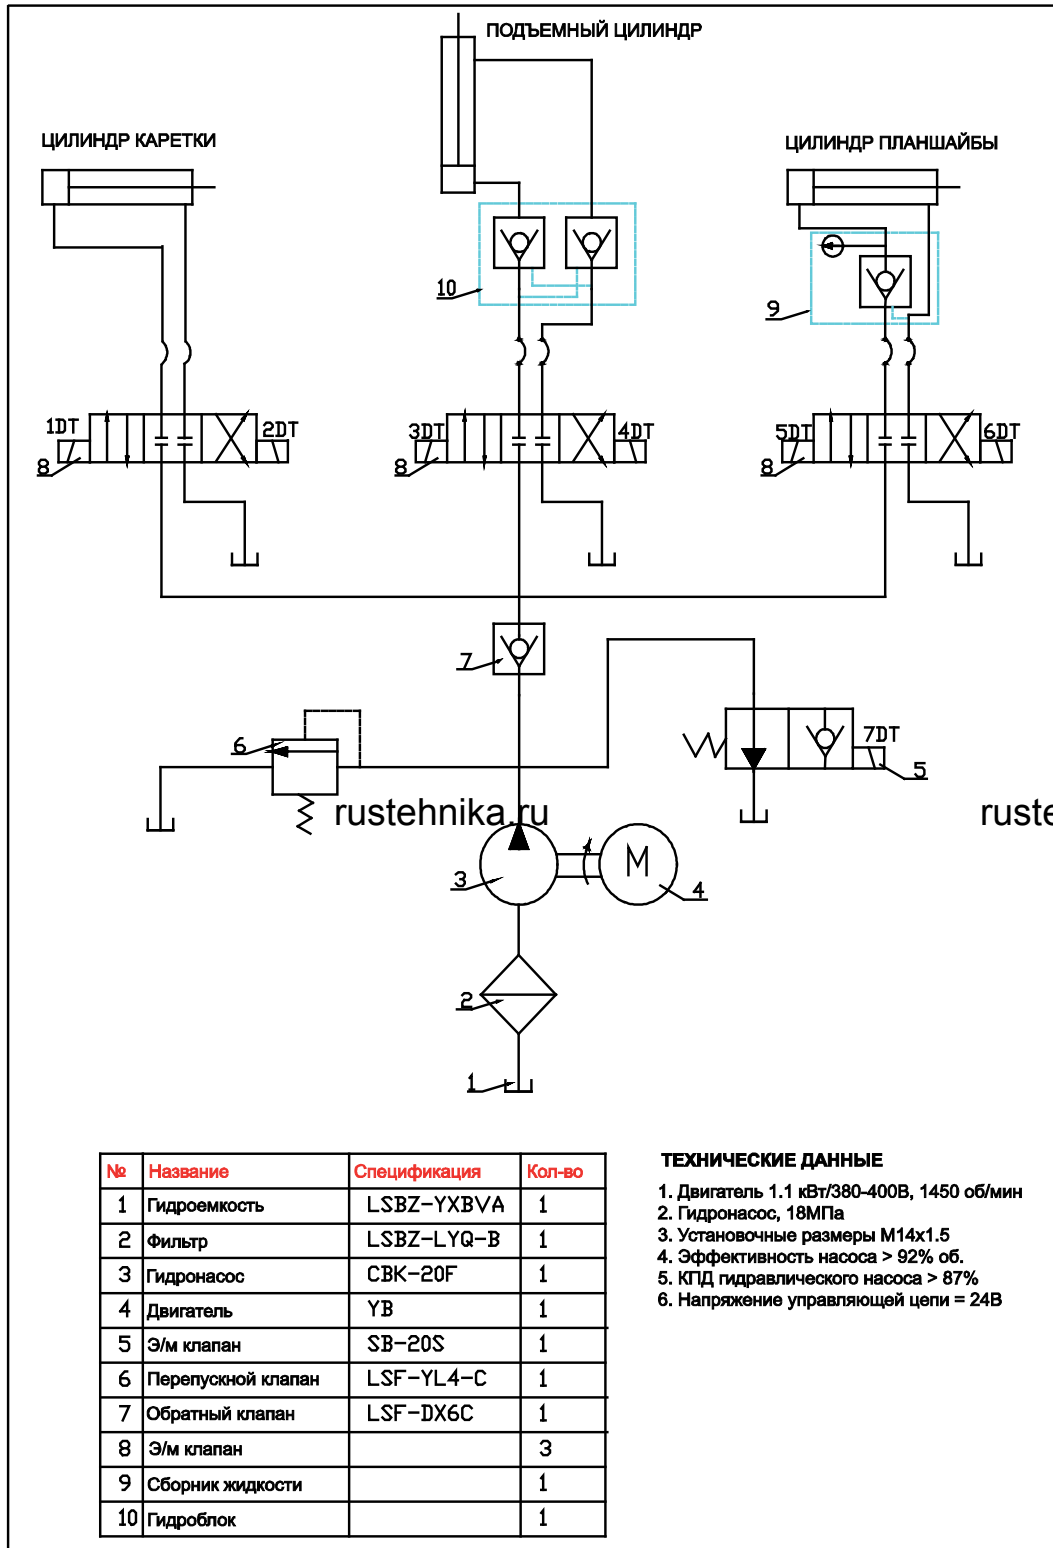 ПОДЪЕМНЫЙ ЦИЛИНДР
ЦИЛИНДР КАРЕТКИ
ЦИЛИНДР ПЛАНШАЙБЫ
10
9
1DT
2DT
8
3DT
4DT
8
5DT
6DT
8
7
6
7DT
5
rustehnika.ru
ruste
3
M
4
2
1
№ Название Спецификация Кол-во
1 Гидроемкость LSBZ-YXBVA 1
2 Фильтр LSBZ-LYQ-B 1
3 Гидронасос CBK-20F 1
4 Двигатель YB 1
5 Э/м клапан SB-20S 1
6 Перепускной клапан LSF-YL4-C 1
7 Обратный клапан LSF-DX6C 1
8 Э/м клапан 3
9 Сборник жидкости 1
10 Гидроблок 1
ТЕХНИЧЕСКИЕ ДАННЫЕ
1. Двигатель 1.1 кВт/380-400В, 1450 об/мин
2. Гидронасос, 18МПа
3. Установочные размеры М14х1.5
4. Эффективность насоса > 92% об.
5. КПД гидравлического насоса > 87%
6. Напряжение управляющей цепи = 24В